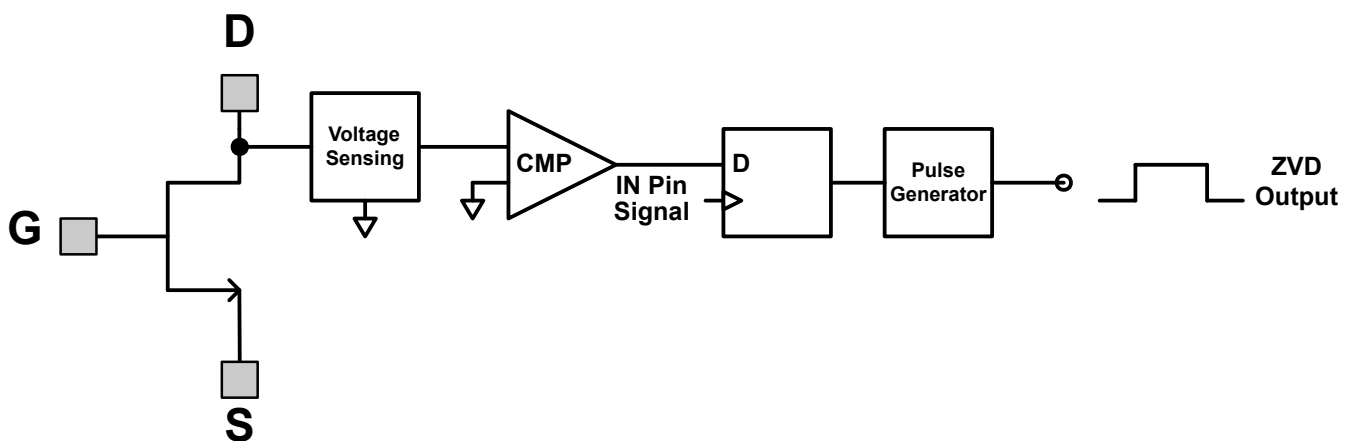 D
Voltage
Sensing
CMP
D
IN Pin
Signal
Pulse
Generator
ZVD
Output
G
S